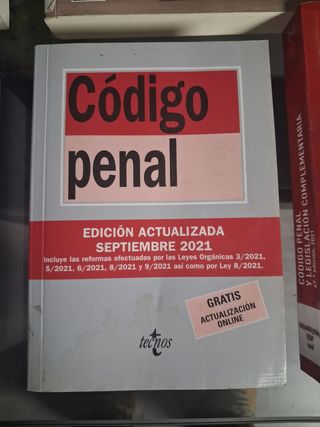 Código
penal
EDICIÓN ACTUALIZADA
SEPTIEMBRE 2021
Incluye las reformas efectuadas por las Leyes Orgánicas 3/2021,
5/2021, 6/2021, 8/2021 y 9/2021 así como por Ley 8/2021.
GRATIS
ACTUALIZACIÓN
ONLINE
tecnos
CÓDIGO PENAL
Y LEGISLACIÓN COMPLEMENTARIA